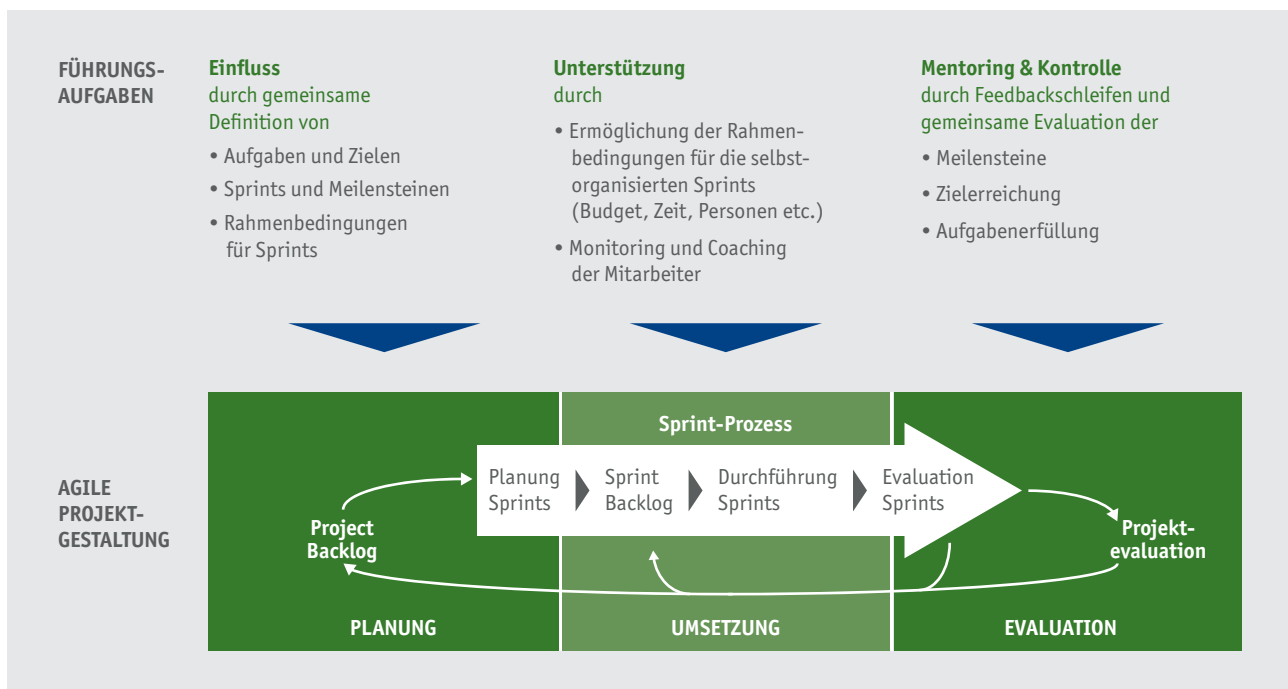 FÜHRUNGS-
AUFGABEN
Einfluss
durch gemeinsame
Definition von
• Aufgaben und Zielen
• Sprints und Meilensteinen
• Rahmenbedingungen
für Sprints
Unterstützung
durch
• Ermöglichung der Rahmen-
bedingungen für die selbst-
organisierten Sprints
(Budget, Zeit, Personen etc.)
• Monitoring und Coaching
der Mitarbeiter
Mentoring & Kontrolle
durch Feedbackschleifen und
gemeinsame Evaluation der
• Meilensteine
• Zielerreichung
• Aufgabenerfüllung
AGILE
PROJEKT-
GESTALTUNG
Sprint-Prozess
Project
Backlog
Planung
Sprints
Sprint
Backlog
Durchführung
Sprints
Evaluation
Sprints
Projekt-
evaluation
PLANUNG
UMSETZUNG
EVALUATION